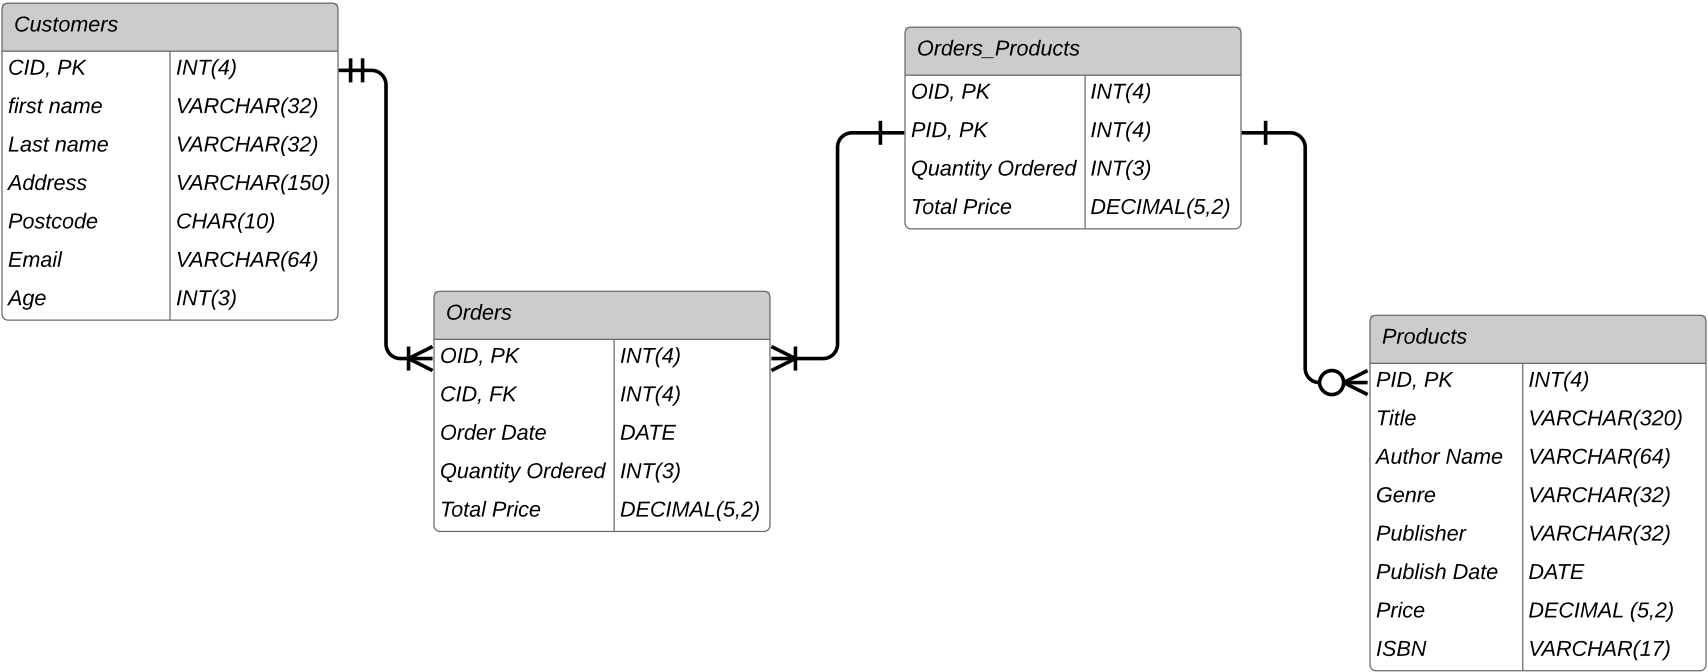 Customers
CID, PK INT(4)
first name VARCHAR(32)
Last name VARCHAR(32)
Address VARCHAR(150)
Postcode CHAR(10)
Email VARCHAR(64)
Age INT(3)
Orders
OID, PK INT(4)
CID, FK INT(4)
Order Date DATE
Quantity Ordered INT(3)
Total Price DECIMAL(5,2)
Orders_Products
OID, PK INT(4)
PID, PK INT(4)
Quantity Ordered INT(3)
Total Price DECIMAL(5,2)
Products
PID, PK INT(4)
Title VARCHAR(320)
Author Name VARCHAR(64)
Genre VARCHAR(32)
Publisher VARCHAR(32)
Publish Date DATE
Price DECIMAL (5,2)
ISBN VARCHAR(17)